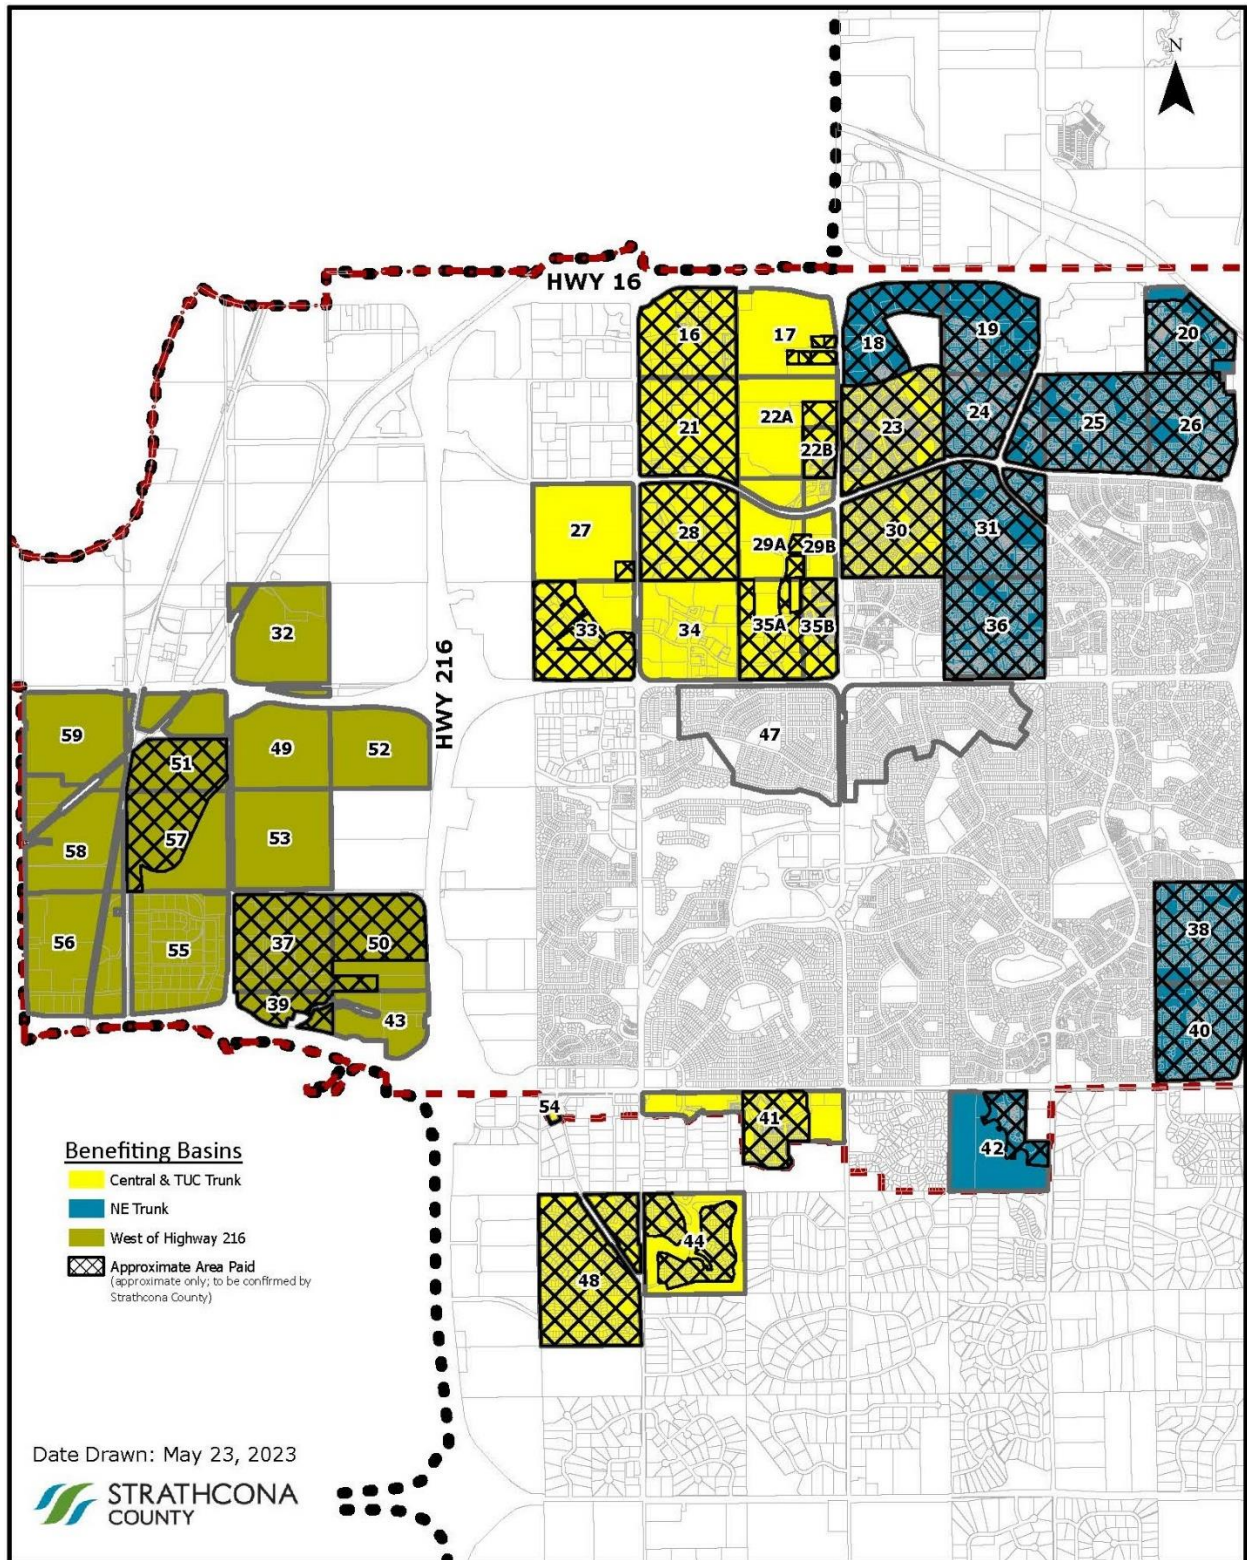 N
HWY 16
16
17
18
19
20
21
22A
22B
23
24
25
26
27
28
29A
29B
30
31
32
33
34
35A
35B
36
HWY 216
47
59
51
49
52
58
57
53
56
55
37
50
39
43
38
40
54
41
42
44
48
Benefiting Basins
Central & TUC Trunk
NE Trunk
West of Highway 216
Approximate Area Paid
(approximate only; to be confirmed by
Strathcona County)
Date Drawn: May 23, 2023
STRATHCONA
COUNTY